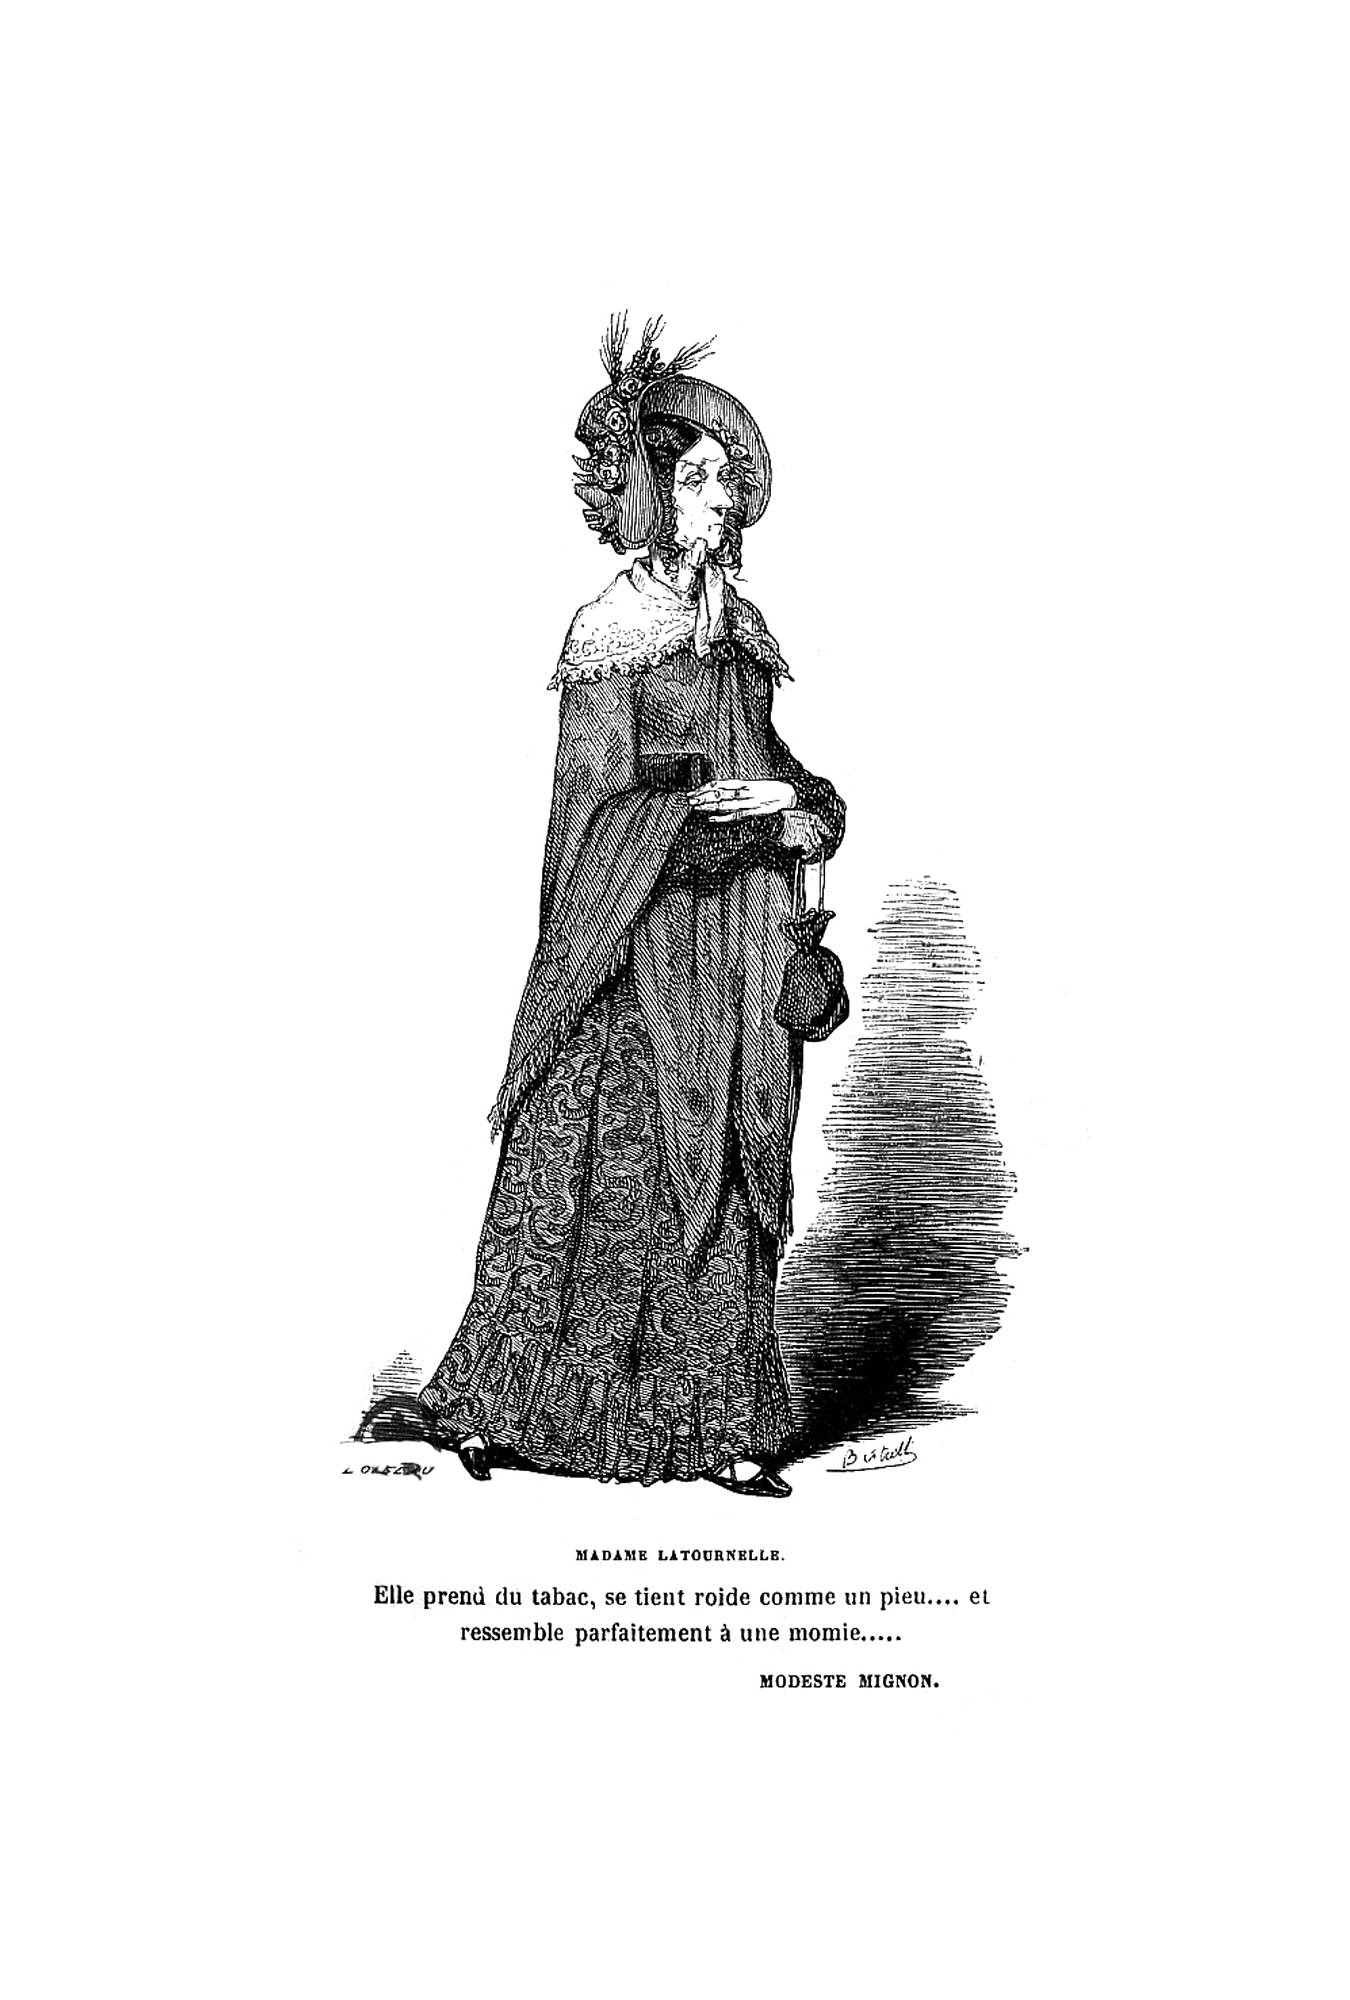 Bertall
MADAME LATOURNELLE.
Elle prend du tabac, se tient roide comme un pieu.... et
ressemble parfaitement à une momie.....
MODESTE MIGNON.